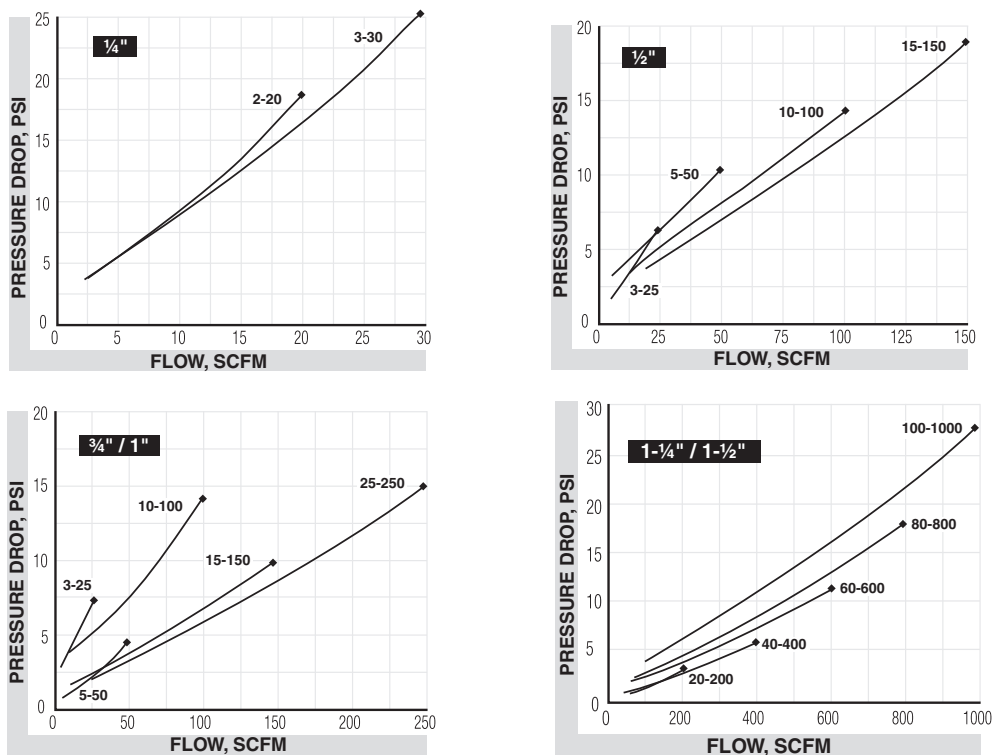 ¼"
PRESSURE DROP, PSI
25
20
15
10
5
0
3-30
2-20
0 5 10 15 20 25 30
FLOW, SCFM
½"
PRESSURE DROP, PSI
20
15
10
5
0
15-150
10-100
5-50
3-25
0 25 50 75 100 125 150
FLOW, SCFM
¾" / 1"
PRESSURE DROP, PSI
20
15
10
5
0
25-250
10-100
15-150
3-25
5-50
0 50 100 150 200 250
FLOW, SCFM
1-¼" / 1-½"
PRESSURE DROP, PSI
30
25
20
15
10
5
0
100-1000
80-800
60-600
40-400
20-200
0 200 400 600 800 1000
FLOW, SCFM